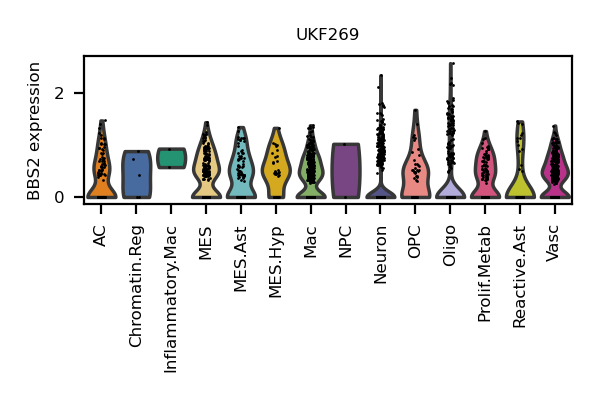 UKF269
BBS2 expression
2
0
AC
Chromatin.Reg
Inflammatory.Mac
MES
MES.Ast
MES.Hyp
Mac
NPC
Neuron
OPC
Oligo
Prolif.Metab
Reactive.Ast
Vasc